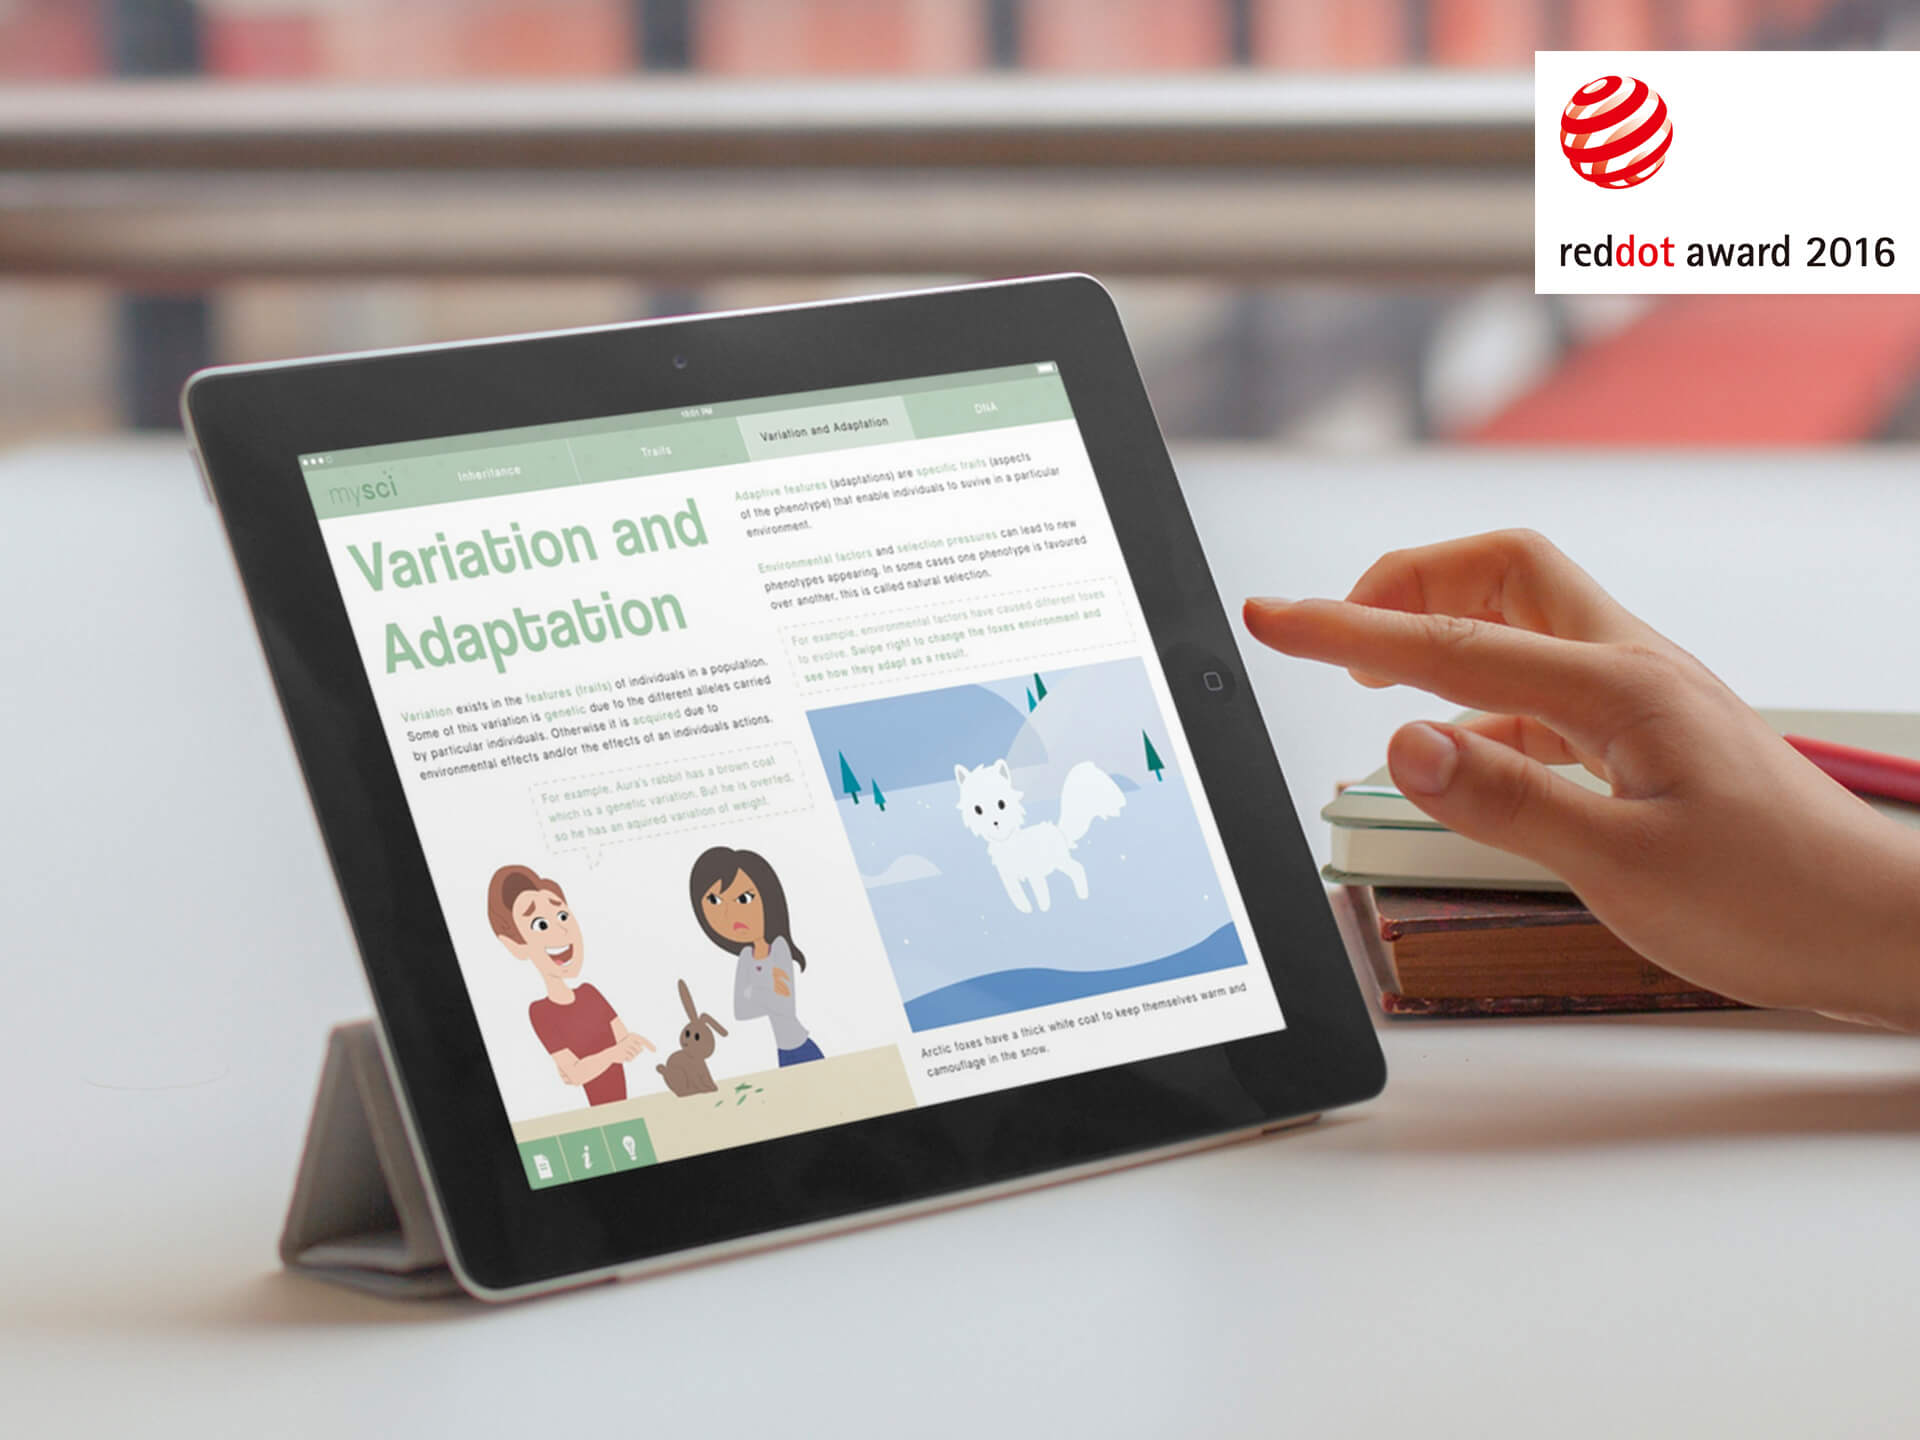 reddot award 2016
10:01 PM
mysci
Inheritance
Traits
Variation and Adaptation
DNA
Variation and
Adaptation
Variation exists in the features (traits) of individuals in a population.
Some of this variation is genetic due to the different alleles carried
by particular individuals. Otherwise it is acquired due to
environmental effects and/or the effects of an individuals actions.
For example, Aura's rabbit has a brown coat
which is a genetic variation. But he is overfed,
so he has an aquired variation of weight.
Adaptive features (adaptations) are specific traits (aspects
of the phenotype) that enable individuals to suvive in a particular
environment.
Environmental factors and selection pressures can lead to new
phenotypes appearing. In some cases one phenotype is favoured
over another, this is called natural selection.
For example, environmental factors have caused different foxes
to evolve. Swipe right to change the foxes environment and
see how they adapt as a result.
Arctic foxes have a thick white coat to keep themselves warm and
camouflage in the snow.